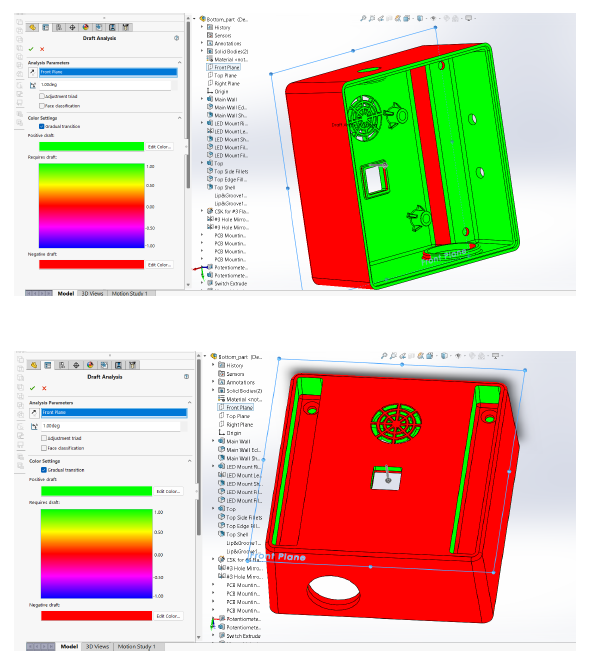 Draft Analysis
Analysis Parameters
Front Plane
1.00deg
Adjustment triad
Face classification
Color Settings
Gradual transition
Positive draft:
Edit Color...
Requires draft:
1.00
0.50
0.00
-0.50
-1.00
Negative draft:
Edit Color...
Bottom_part (De...
History
Sensors
Annotations
Solid Bodies(2)
Material <not...
Front Plane
Top Plane
Right Plane
Origin
Main Wall
Main Wall Ed...
Main Wall Sh...
LED Mount Ri...
LED Mount Le...
LED Mount Sh...
LED Mount Fil...
LED Mount Fil...
Top
Top Side Fillets
Top Edge Fill...
Top Shell
Lip&Groove1...
Lip&Groove1...
CSK for #3 Fla...
#3 Hole Mirro...
#3 Hole Mirro...
PCB Mountin...
PCB Mountin...
PCB Mountin...
PCB Mountin...
Potentiomete...
Potentiomete...
Switch Extrude
Model
3D Views
Motion Study 1
Draft Analysis
Analysis Parameters
Front Plane
1.00deg
Adjustment triad
Face classification
Color Settings
Gradual transition
Positive draft:
Edit Color...
Requires draft:
1.00
0.50
0.00
-0.50
-1.00
Negative draft:
Edit Color...
Bottom_part (De...
History
Sensors
Annotations
Solid Bodies(2)
Material <not...
Front Plane
Top Plane
Right Plane
Origin
Main Wall
Main Wall Ed...
Main Wall Sh...
LED Mount Ri...
LED Mount Le...
LED Mount Sh...
LED Mount Fil...
LED Mount Fil...
Top
Top Side Fillets
Top Edge Fill...
Top Shell
Lip&Groove1...
Lip&Groove1...
CSK for #3 Fla...
#3 Hole Mirro...
#3 Hole Mirro...
PCB Mountin...
PCB Mountin...
PCB Mountin...
PCB Mountin...
Potentiomete...
Potentiomete...
Switch Extrude
Front Plane
Model
3D Views
Motion Study 1